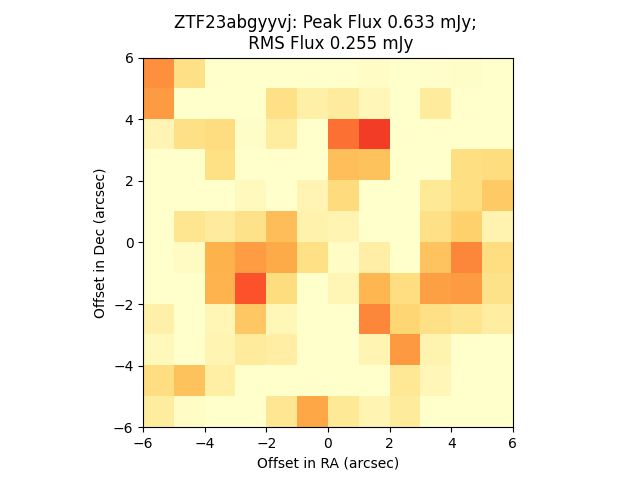 ZTF23abgyyvj: Peak Flux 0.633 mJy;
RMS Flux 0.255 mJy
6
4
2
0
−2
−4
−6
Offset in Dec (arcsec)
−6 −4 −2 0 2 4 6
Offset in RA (arcsec)